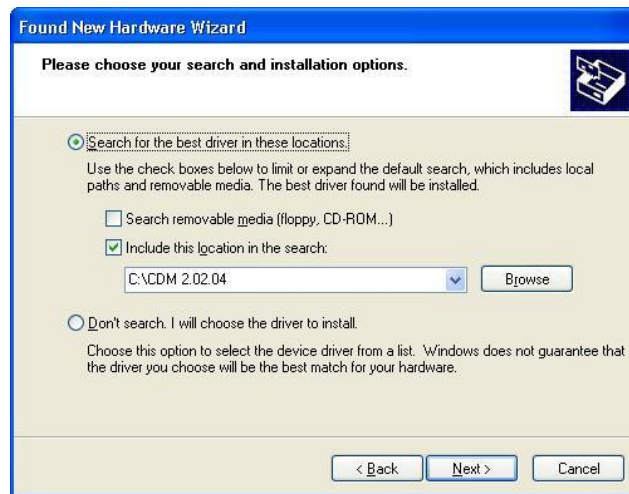 Found New Hardware Wizard
Please choose your search and installation options.
Search for the best driver in these locations.
Use the check boxes below to limit or expand the default search, which includes local
paths and removable media. The best driver found will be installed.
Search removable media (floppy, CD-ROM...)
Include this location in the search:
C:\CDM 2.02.04
Browse
Don't search. I will choose the driver to install.
Choose this option to select the device driver from a list. Windows does not guarantee that
the driver you choose will be the best match for your hardware.
< Back
Next >
Cancel